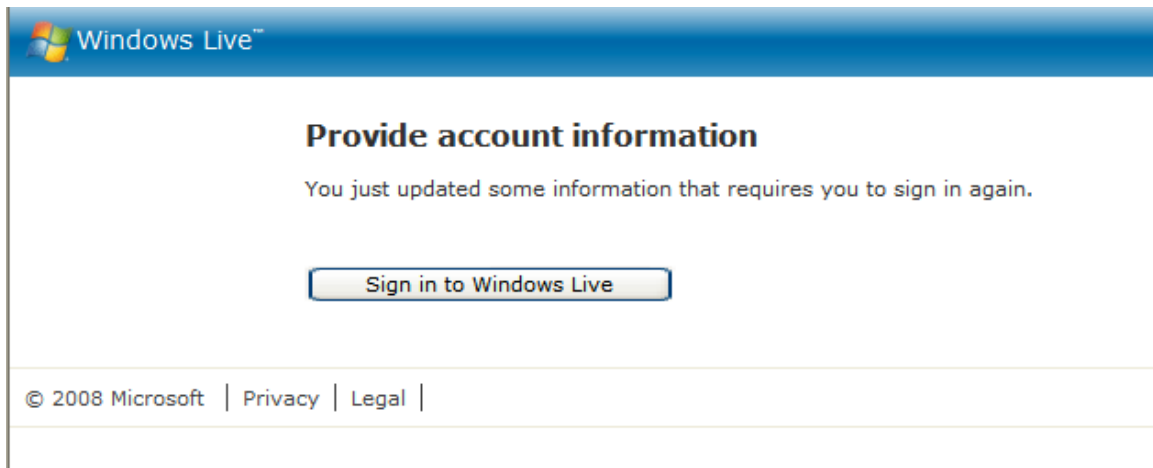 Windows Live™
Provide account information
You just updated some information that requires you to sign in again.
Sign in to Windows Live
© 2008 Microsoft | Privacy | Legal |